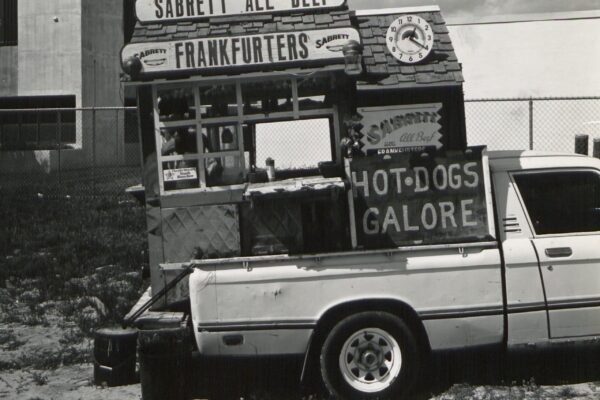 SABRETT ALL BEEF
SABRETT
FRANKFURTERS
SABRETT
Sabrett
All Beef
FRANKFURTERS
HOT·DOGS
GALORE